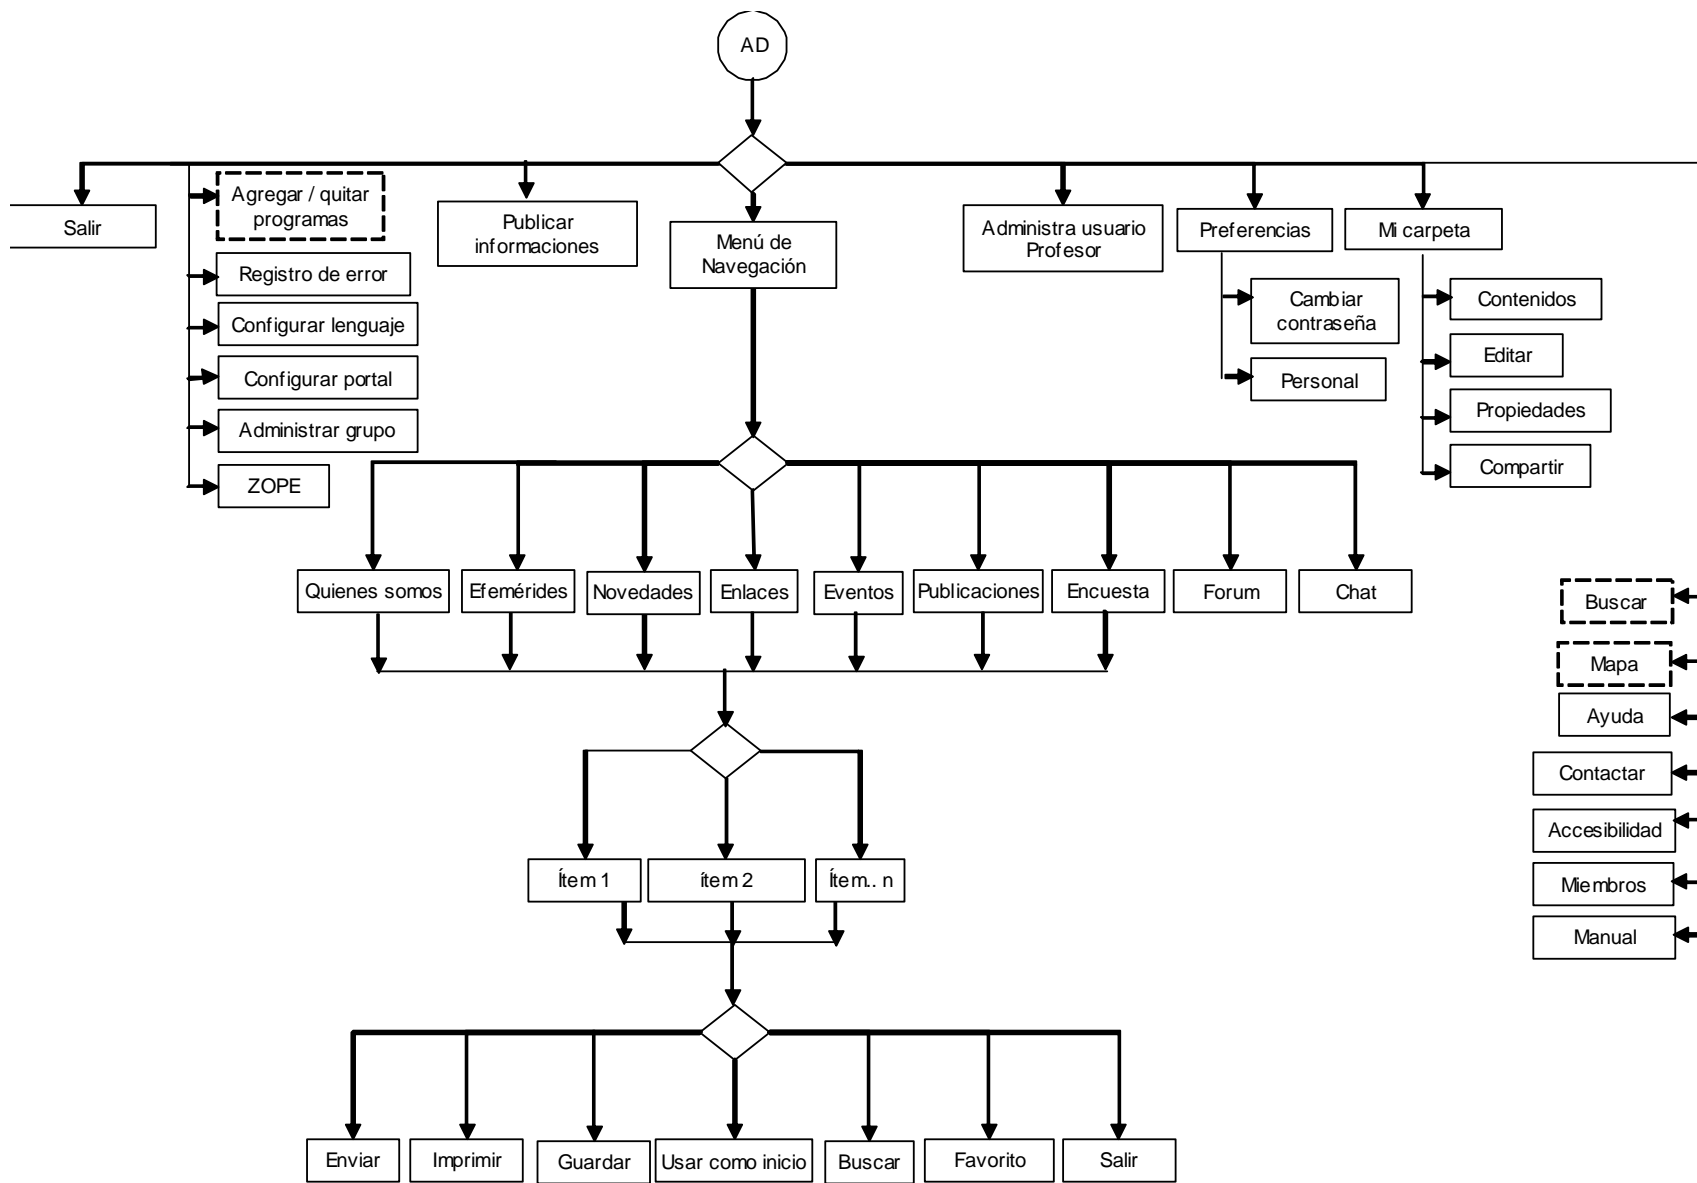 AD
Salir
Agregar / quitar
programas
Registro de error
Configurar lenguaje
Configurar portal
Administrar grupo
ZOPE
Publicar
informaciones
Menú de
Navegación
Administra usuario
Profesor
Preferencias
Cambiar
contraseña
Personal
Mi carpeta
Contenidos
Editar
Propiedades
Compartir
Quienes somos
Efemérides
Novedades
Enlaces
Eventos
Publicaciones
Encuesta
Forum
Chat
Buscar
Mapa
Ayuda
Contactar
Accesibilidad
Miembros
Manual
Ítem 1
ítem 2
Ítem.. n
Enviar
Imprimir
Guardar
Usar como inicio
Buscar
Favorito
Salir